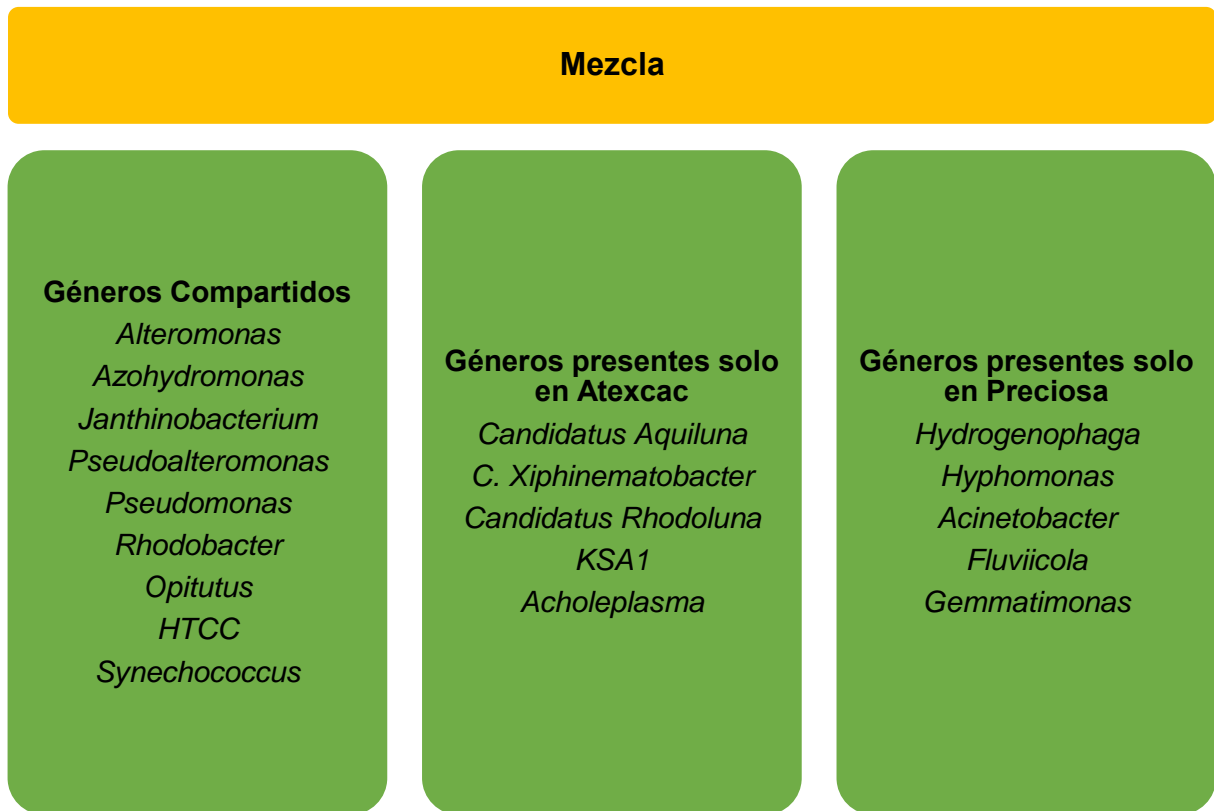 Mezcla
Géneros Compartidos
Alteromonas
Azohydromonas
Janthinobacterium
Pseudoalteromonas
Pseudomonas
Rhodobacter
Opitutus
HTCC
Synechococcus
Géneros presentes solo
en Atexcac
Candidatus Aquiluna
C. Xiphinematobacter
Candidatus Rhodoluna
KSA1
Acholeplasma
Géneros presentes solo
en Preciosa
Hydrogenophaga
Hyphomonas
Acinetobacter
Fluviicola
Gemmatimonas